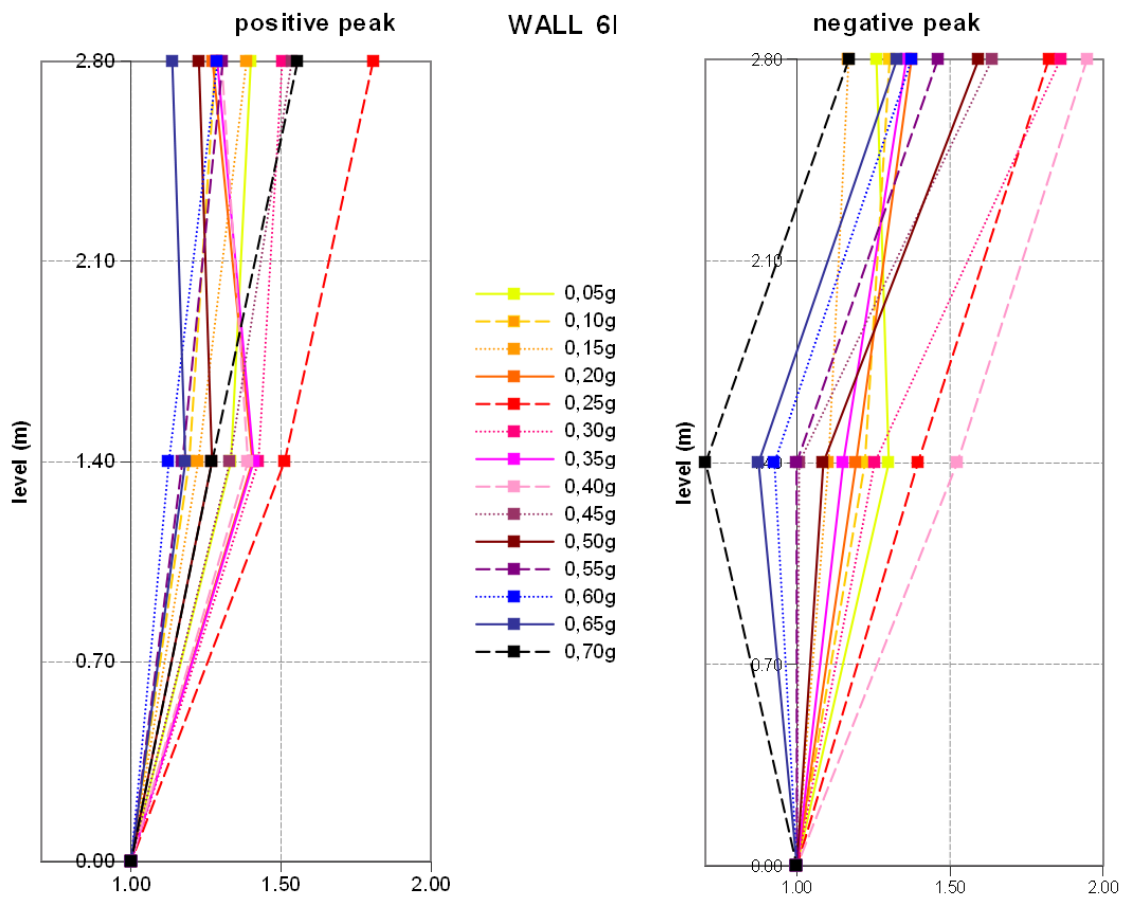 positive peak
WALL 6I
negative peak
2.80
2.10
1.40
0.70
0.00
level (m)
1.00
1.50
2.00
0,05g
0,10g
0,15g
0,20g
0,25g
0,30g
0,35g
0,40g
0,45g
0,50g
0,55g
0,60g
0,65g
0,70g
2.80
2.10
1.40
0.70
0.00
level (m)
1.00
1.50
2.00